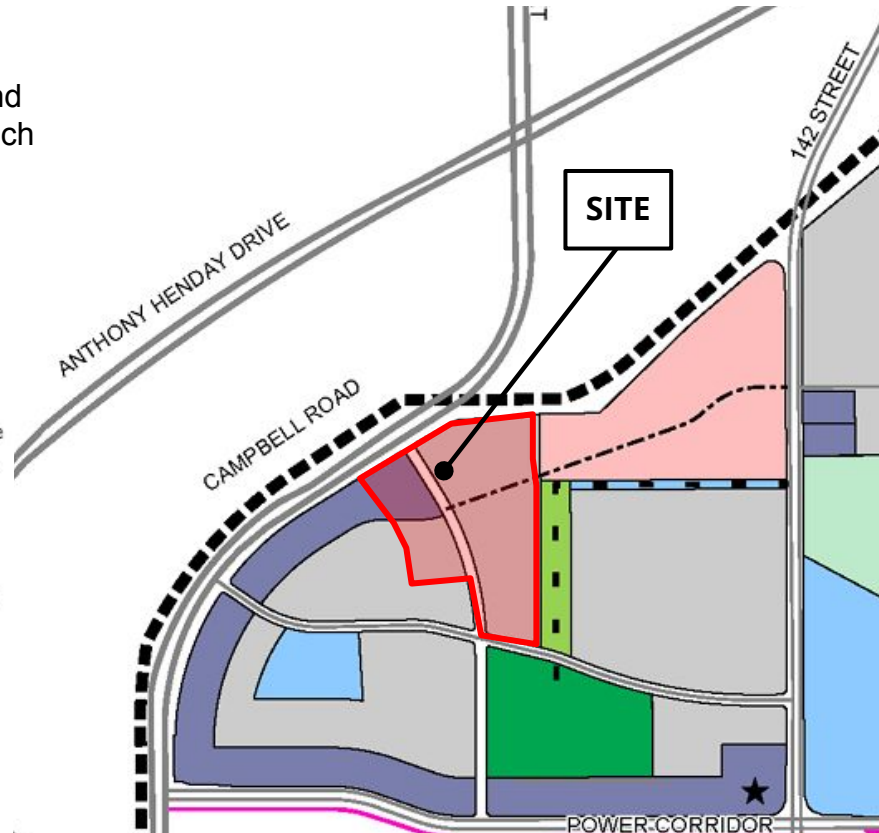 nd
ch
T
142 STREET
SITE
ANTHONY HENDAY DRIVE
CAMPBELL ROAD
e
POWER CORRIDOR